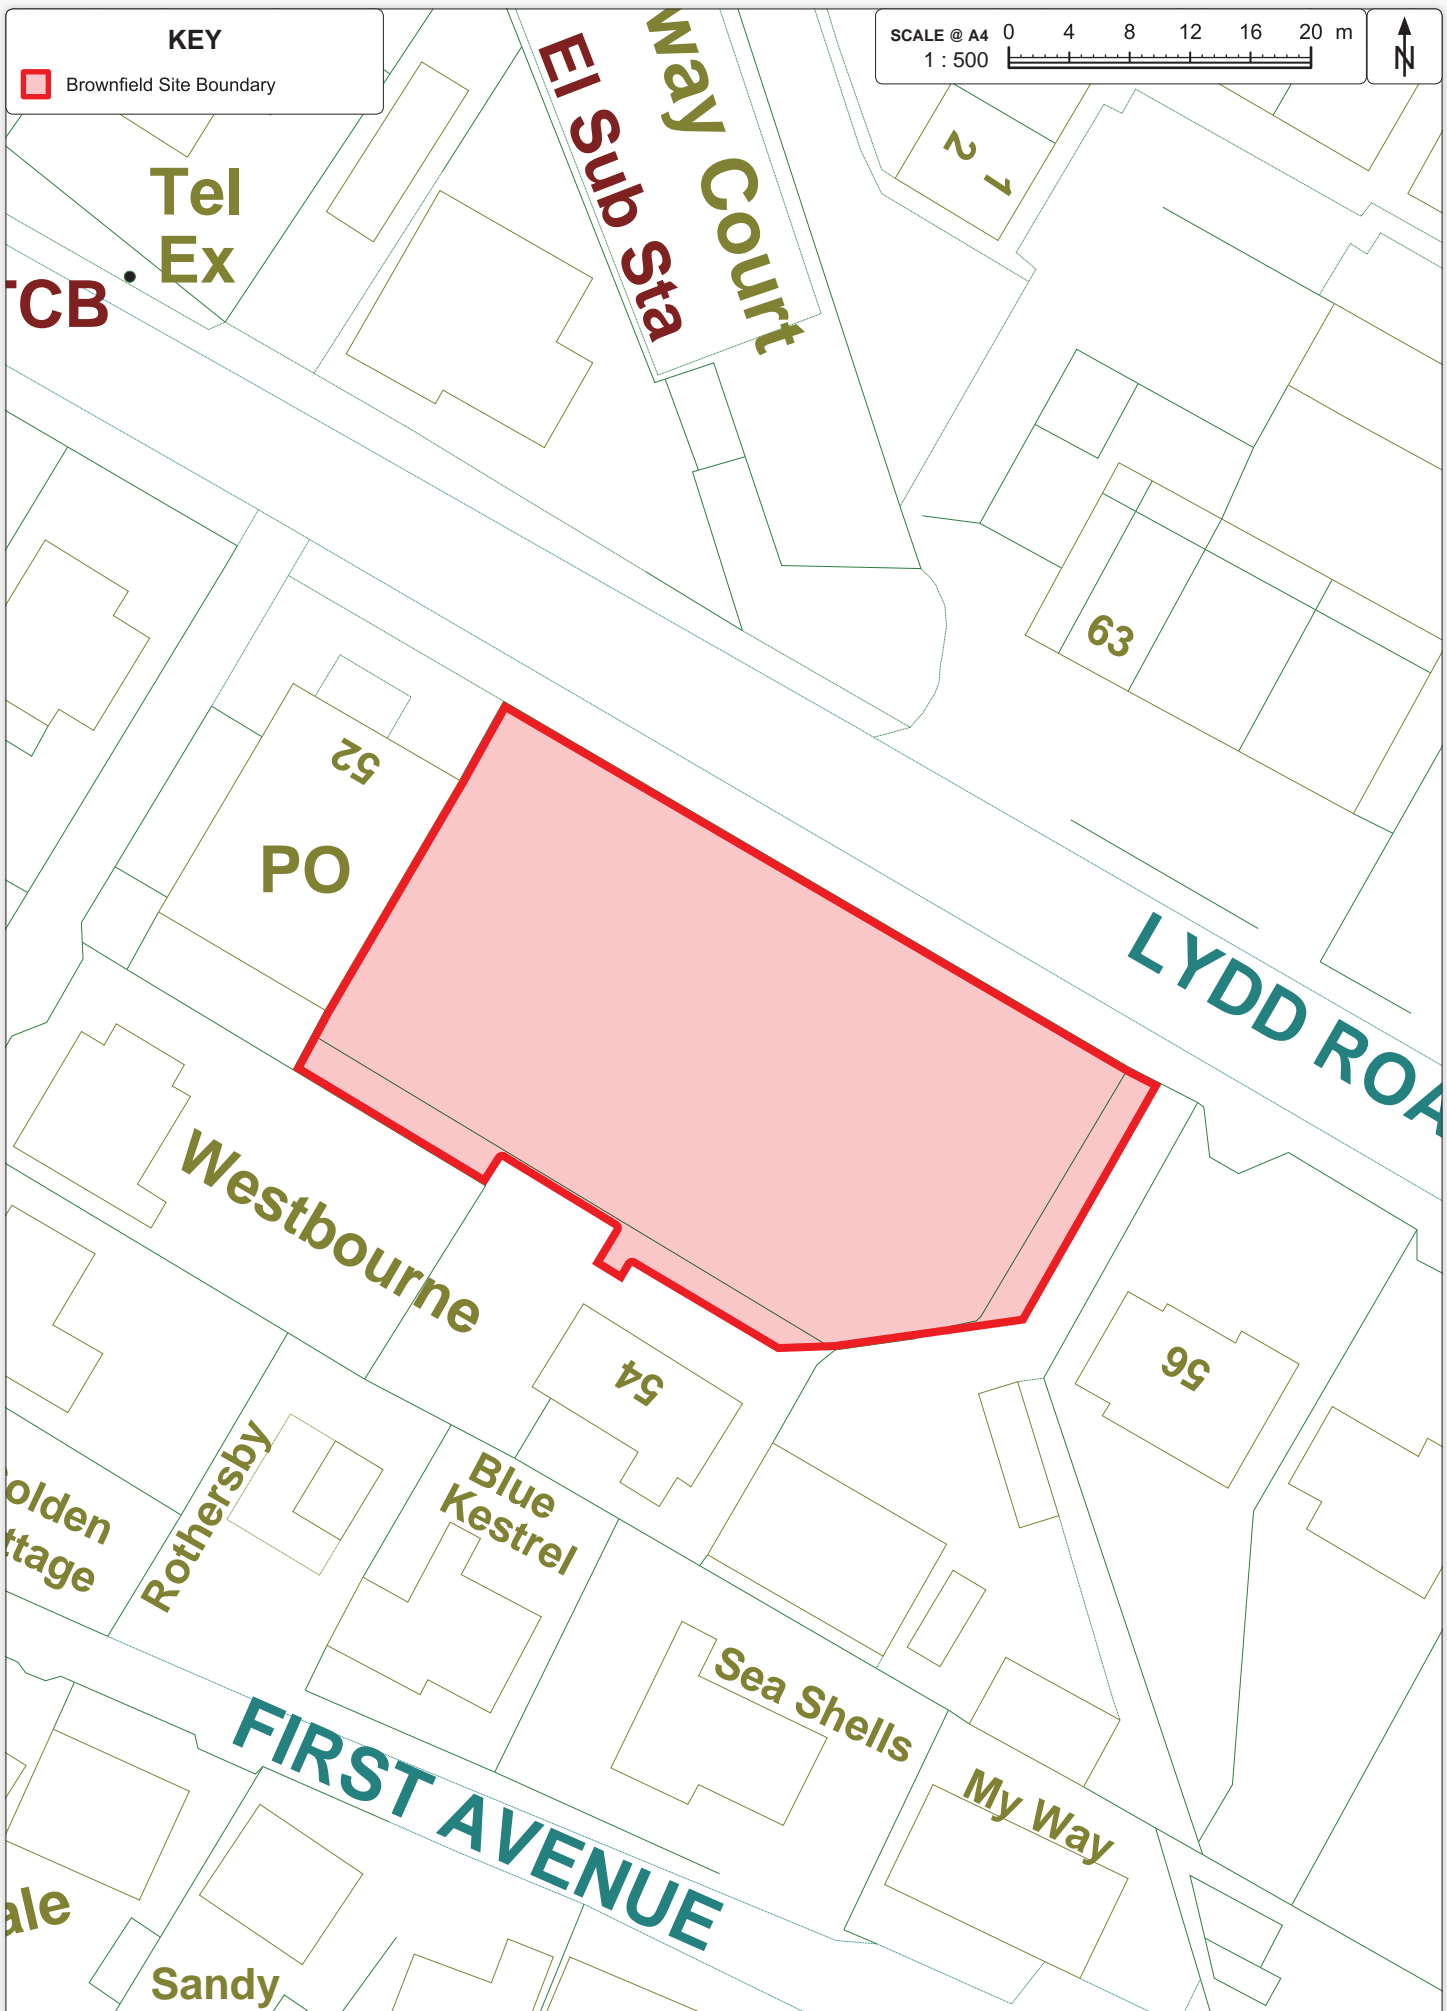 KEY
Brownfield Site Boundary
SCALE @ A4
1 : 500
0 4 8 12 16 20 m
N
way Court
El Sub Sta
2
1
Tel
Ex
TCB
63
52
PO
LYDD ROA
Westbourne
54
56
Rothersby
Blue
Kestrel
olden
ttage
Sea Shells
FIRST AVENUE
My Way
ale
Sandy